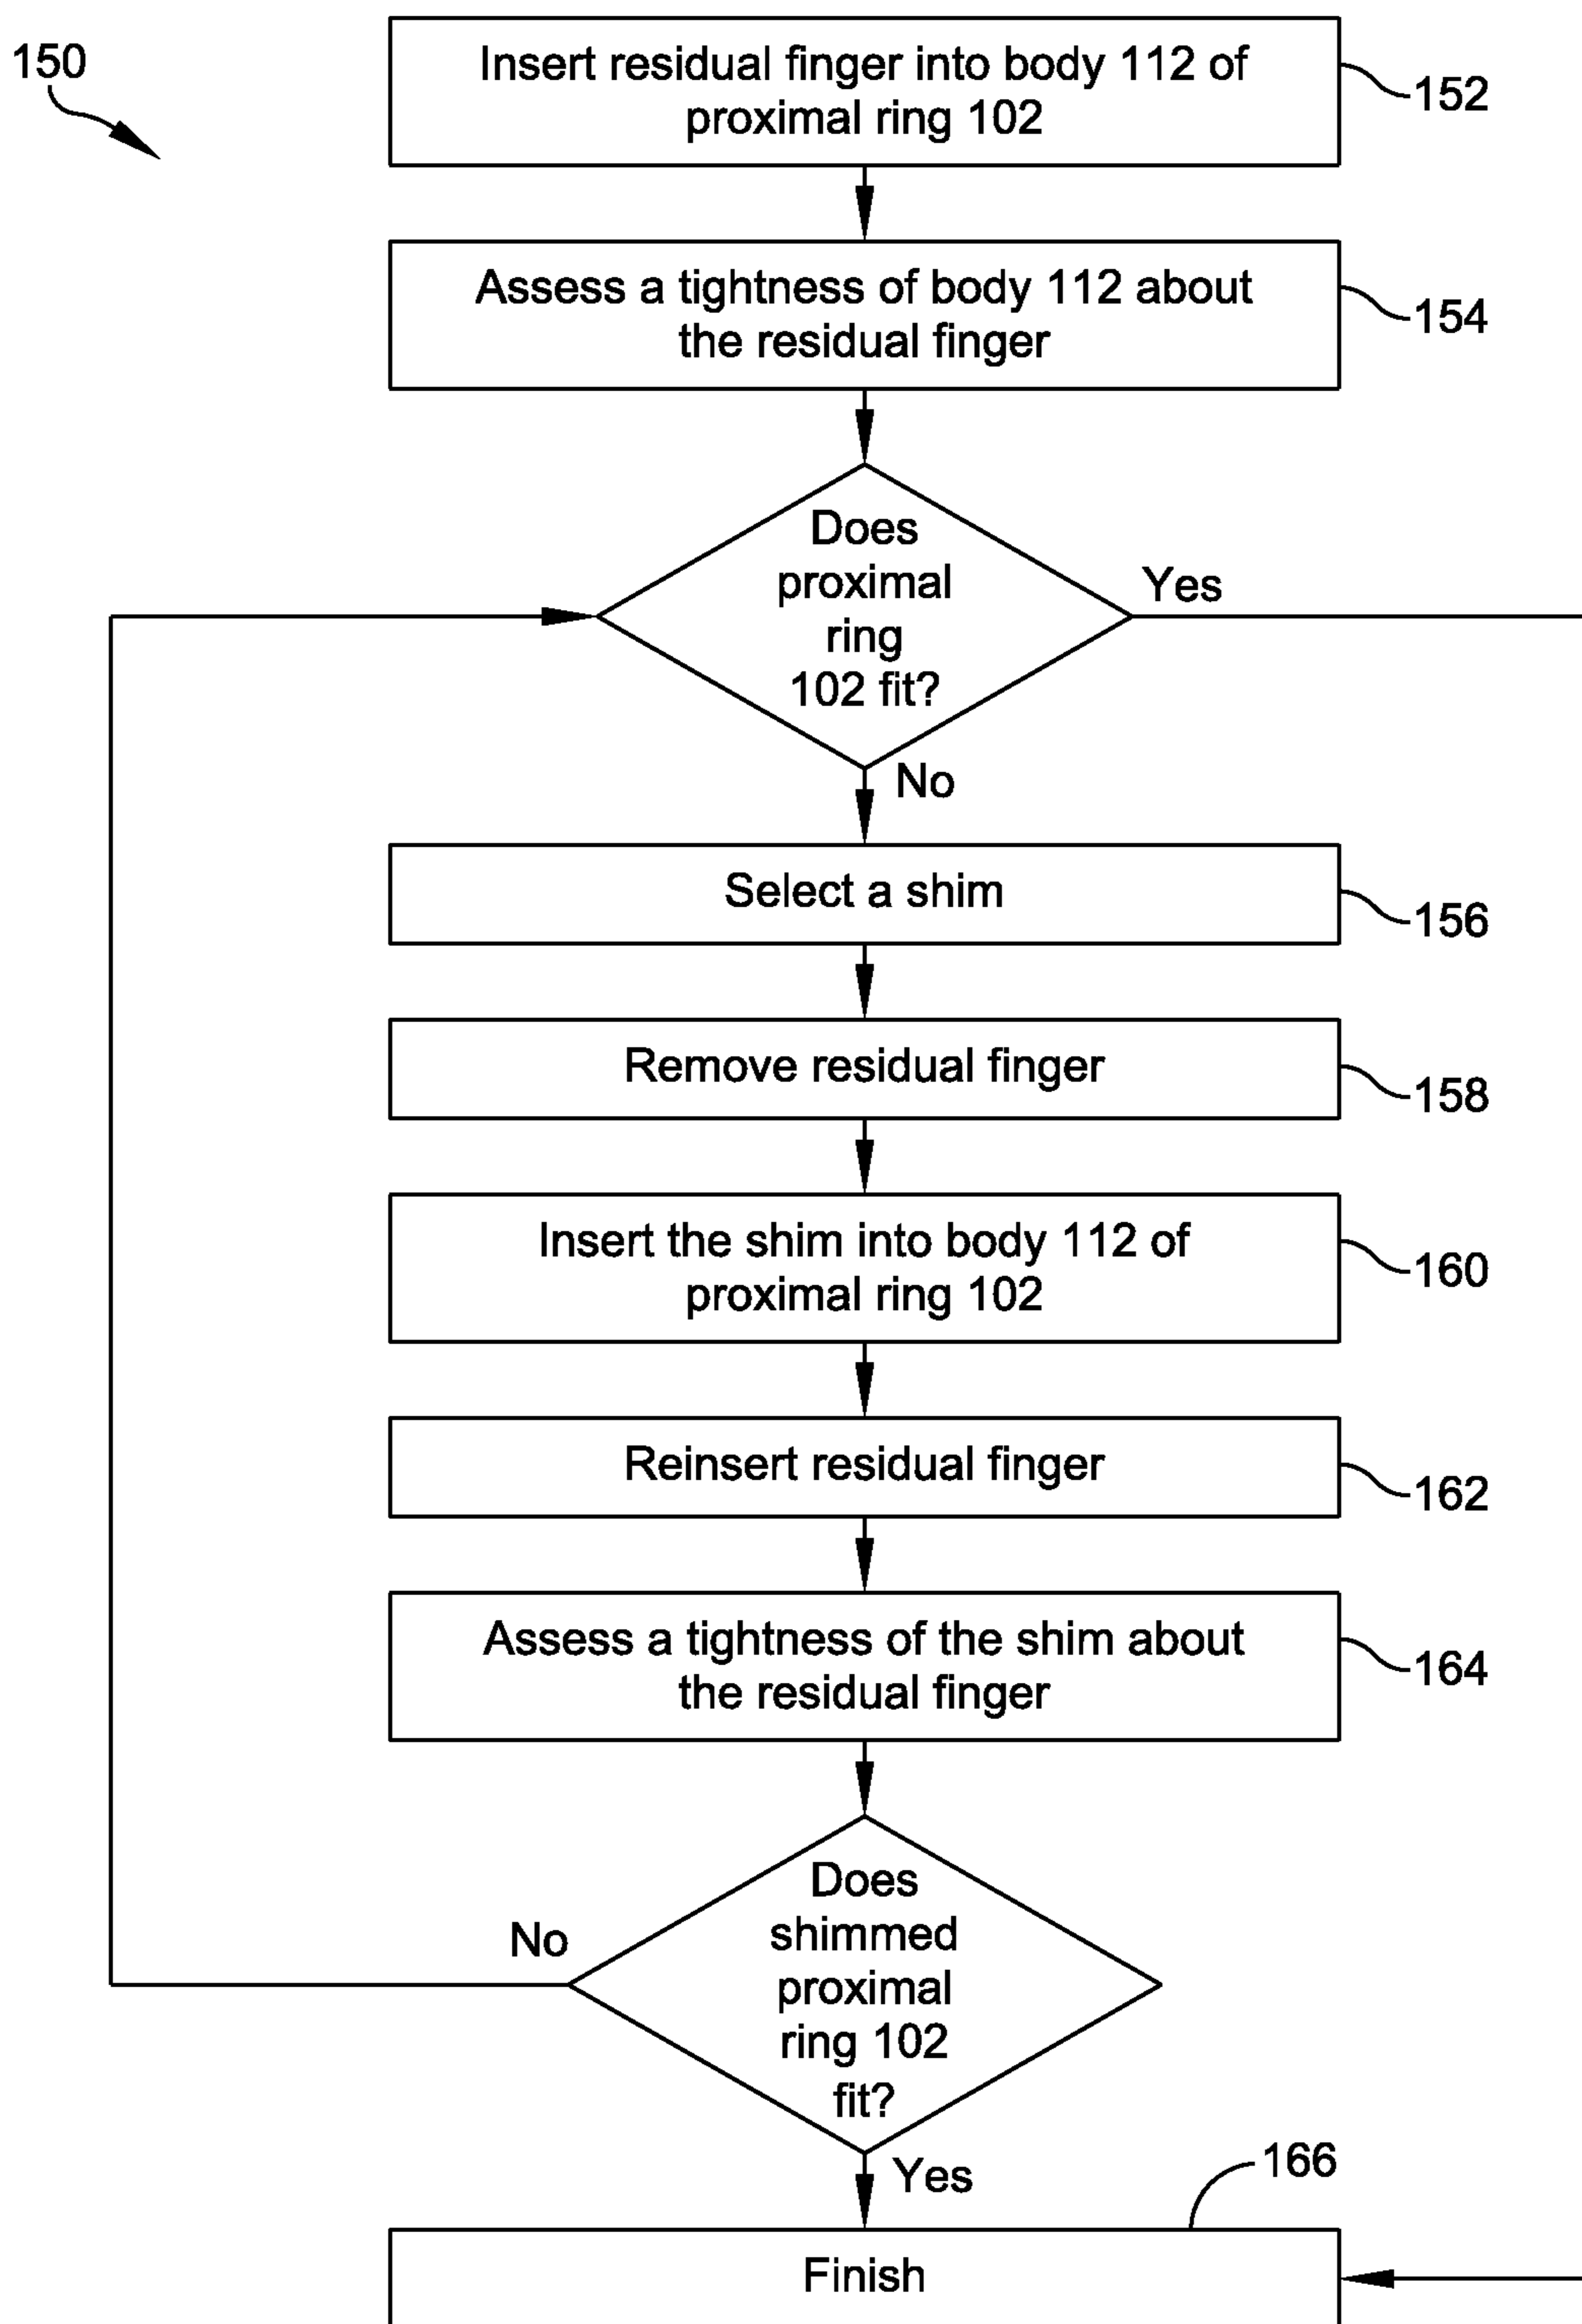 150
Insert residual finger into body 112 of
proximal ring 102
152
Assess a tightness of body 112 about
the residual finger
154
Does
proximal
ring
102 fit?
Yes
No
Select a shim
156
Remove residual finger
158
Insert the shim into body 112 of
proximal ring 102
160
Reinsert residual finger
162
Assess a tightness of the shim about
the residual finger
164
Does
shimmed
proximal
ring 102
fit?
No
Yes
166
Finish